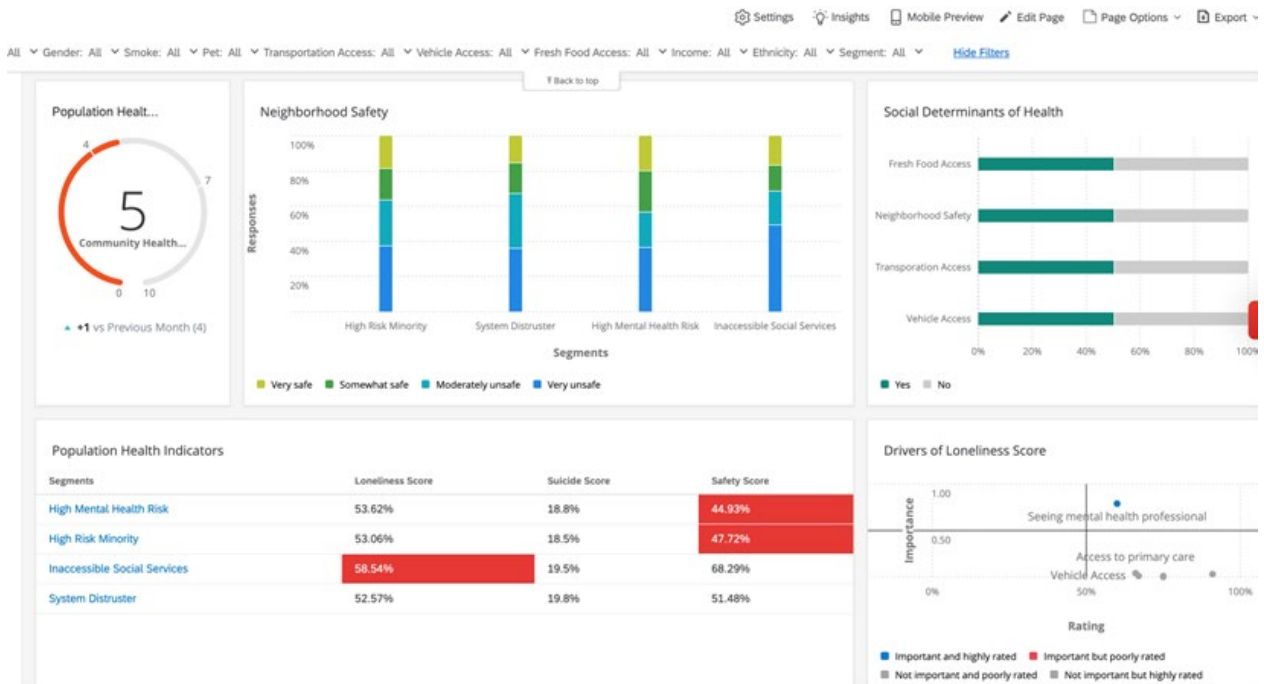 Settings Insights Mobile Preview Edit Page Page Options Export
All Gender: All Smoke: All Pet: All Transportation Access: All Vehicle Access: All Fresh Food Access: All Income: All Ethnicity: All Segment: All Hide Filters
Back to top
Population Healt...
4
7
5
Community Health...
0 10
+1 vs Previous Month (4)
Neighborhood Safety
100%
80%
60%
40%
20%
Responses
High Risk Minority System Distruster High Mental Health Risk Inaccessible Social Services
Segments
Very safe Somewhat safe Moderately unsafe Very unsafe
Social Determinants of Health
Fresh Food Access
Neighborhood Safety
Transporation Access
Vehicle Access
0% 20% 40% 60% 80% 100%
Yes No
Population Health Indicators
Segments Loneliness Score Suicide Score Safety Score
High Mental Health Risk 53.62% 18.8% 44.93%
High Risk Minority 53.06% 18.5% 47.72%
Inaccessible Social Services 58.54% 19.5% 68.29%
System Distruster 52.57% 19.8% 51.48%
Drivers of Loneliness Score
Importance
1.00
Seeing mental health professional
0.50
Access to primary care
Vehicle Access
0% 50% 100%
Rating
Important and highly rated Important but poorly rated
Not important and poorly rated Not important but highly rated